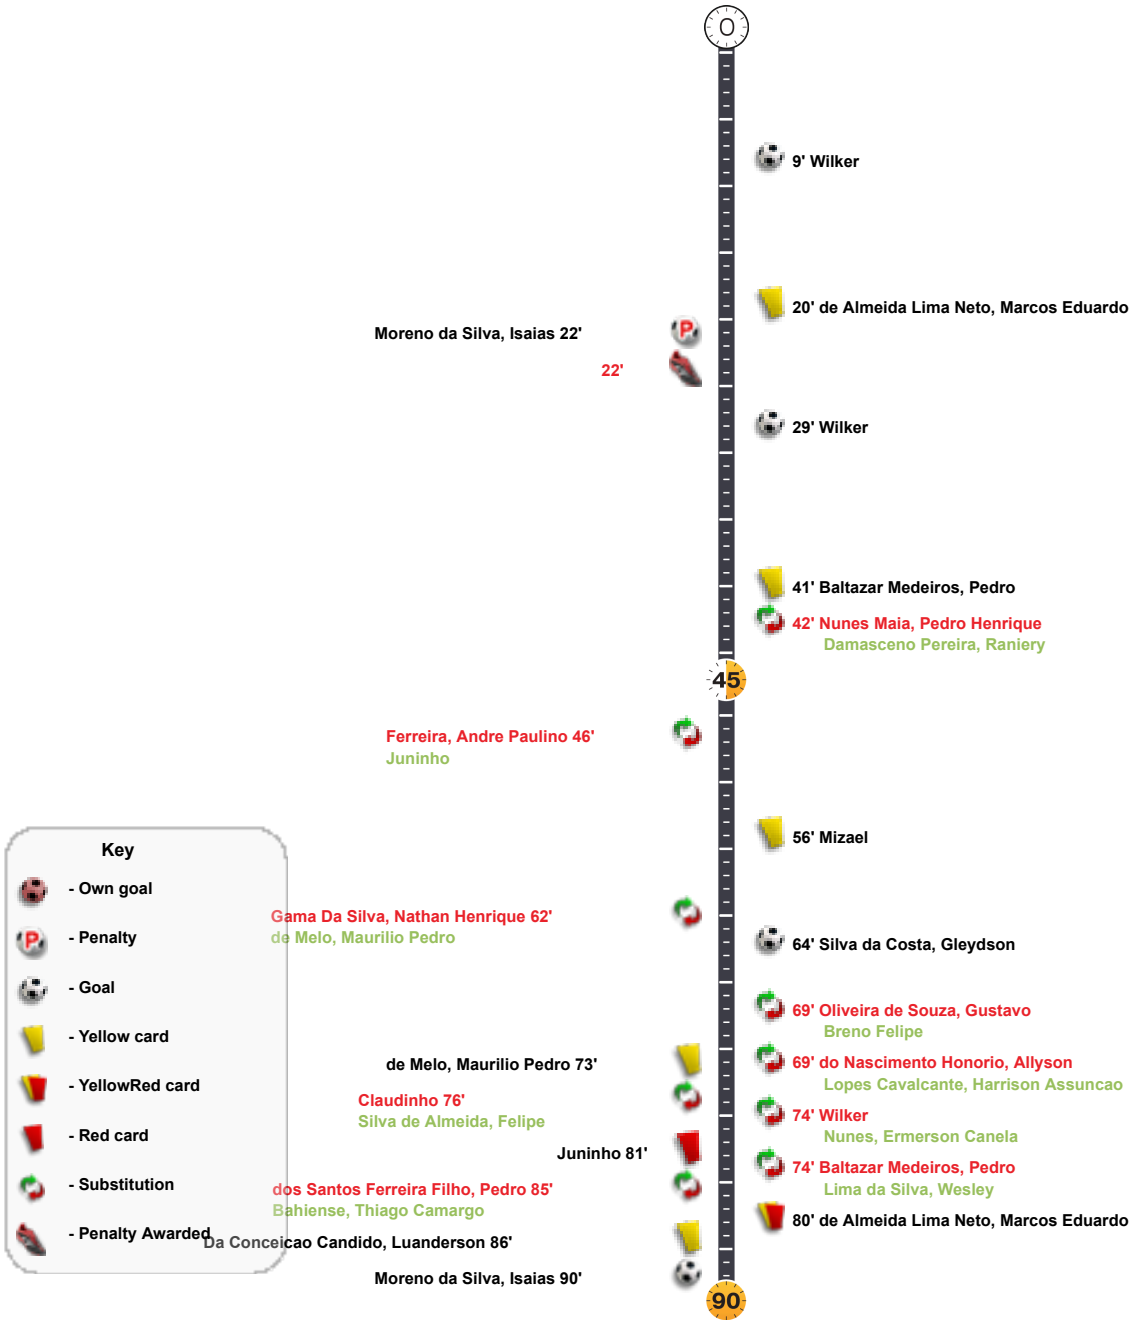 0
9' Wilker
20' de Almeida Lima Neto, Marcos Eduardo
Moreno da Silva, Isaias 22'
P
22'
29' Wilker
41' Baltazar Medeiros, Pedro
42' Nunes Maia, Pedro Henrique
Damasceno Pereira, Raniery
45
Ferreira, Andre Paulino 46'
Juninho
56' Mizael
Gama Da Silva, Nathan Henrique 62'
de Melo, Maurilio Pedro
64' Silva da Costa, Gleydson
69' Oliveira de Souza, Gustavo
Breno Felipe
de Melo, Maurilio Pedro 73'
69' do Nascimento Honorio, Allyson
Lopes Cavalcante, Harrison Assuncao
Claudinho 76'
Silva de Almeida, Felipe
74' Wilker
Nunes, Ermerson Canela
Juninho 81'
74' Baltazar Medeiros, Pedro
Lima da Silva, Wesley
dos Santos Ferreira Filho, Pedro 85'
Bahiense, Thiago Camargo
80' de Almeida Lima Neto, Marcos Eduardo
Da Conceicao Candido, Luanderson 86'
Moreno da Silva, Isaias 90'
90
Key
- Own goal
P - Penalty
- Goal
- Yellow card
- YellowRed card
- Red card
- Substitution
- Penalty Awarded